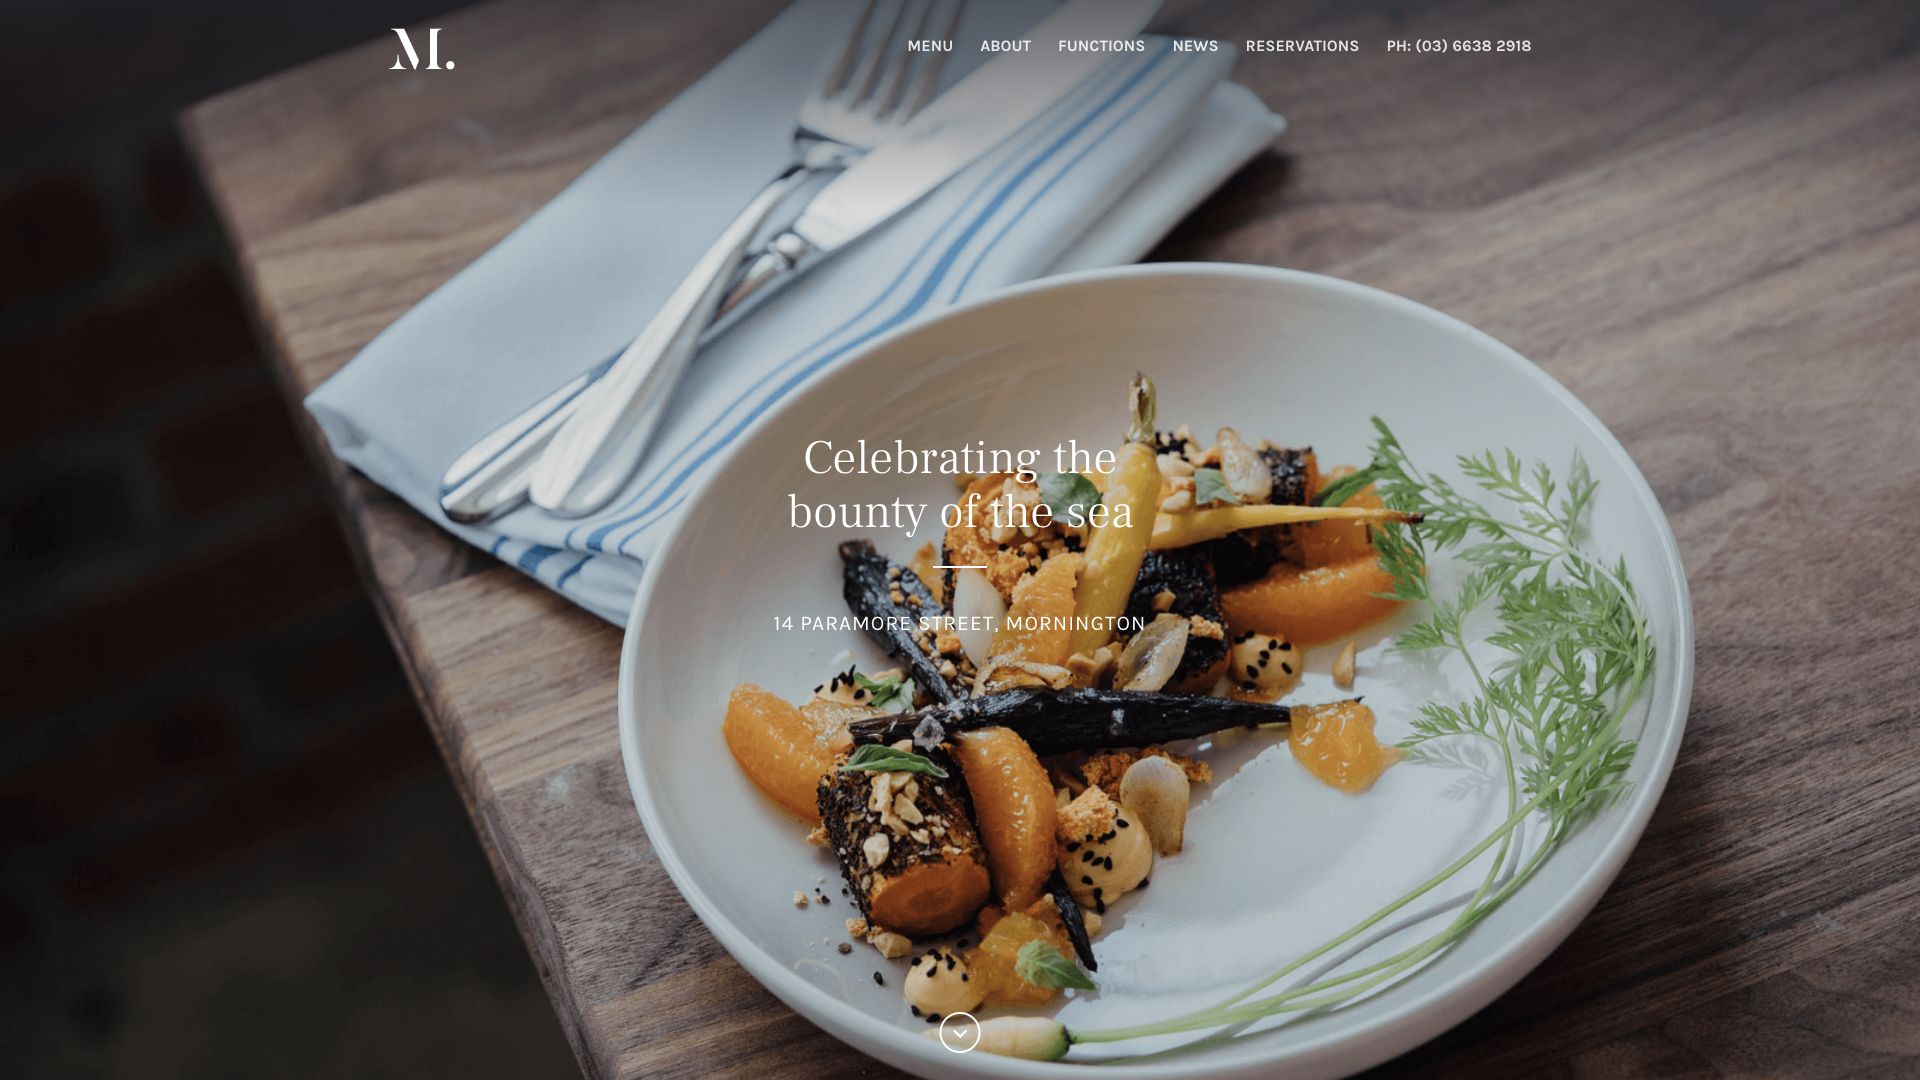 M.
MENU ABOUT FUNCTIONS NEWS RESERVATIONS PH: (03) 6638 2918
Celebrating the
bounty of the sea
14 PARAMORE STREET, MORNINGTON